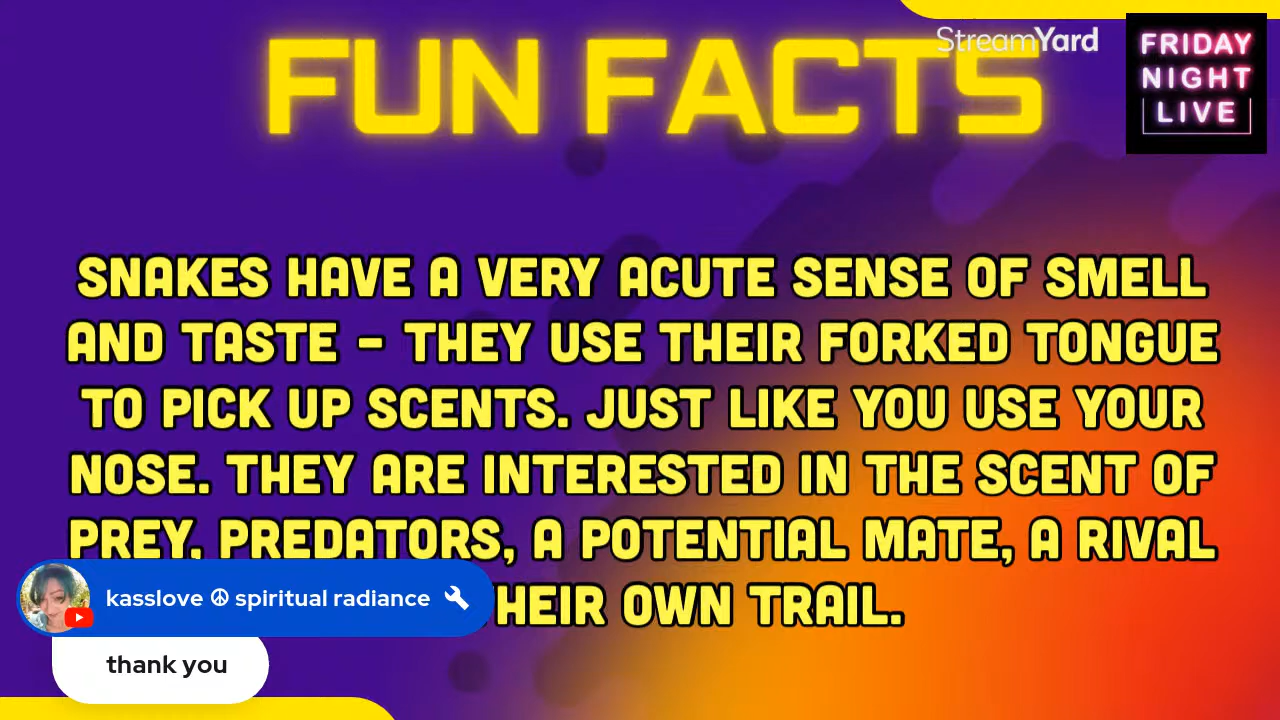 FUN FACTS
StreamYard
FRIDAY
NIGHT
LIVE
SNAKES HAVE A VERY ACUTE SENSE OF SMELL
AND TASTE – THEY USE THEIR FORKED TONGUE
TO PICK UP SCENTS. JUST LIKE YOU USE YOUR
NOSE. THEY ARE INTERESTED IN THE SCENT OF
PREY, PREDATORS, A POTENTIAL MATE, A RIVAL
OWN TRAIL.
kasslove ☮ spiritual radiance
thank you